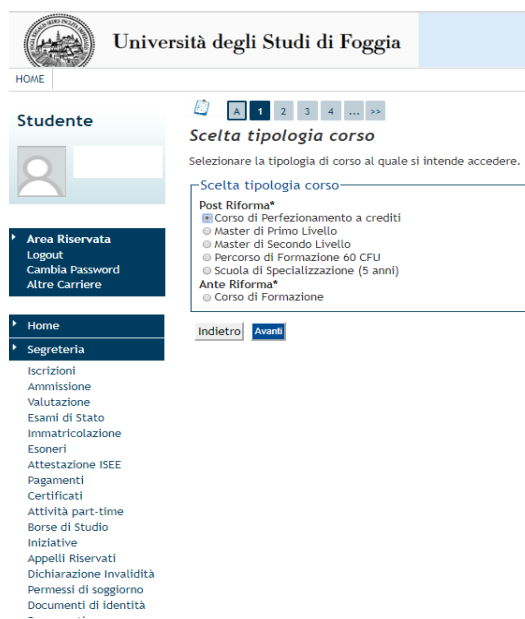 Università degli Studi di Foggia
HOME
Studente
Area Riservata
Logout
Cambia Password
Altre Carriere
Home
Segreteria
Iscrizioni
Ammissione
Valutazione
Esami di Stato
Immatricolazione
Esoneri
Attestazione ISEE
Pagamenti
Certificati
Attività part-time
Borse di Studio
Iniziative
Appelli Riservati
Dichiarazione Invalidità
Permessi di soggiorno
Documenti di identità
A 1 2 3 4 ... >>
Scelta tipologia corso
Selezionare la tipologia di corso al quale si intende accedere.
Scelta tipologia corso
Post Riforma*
Corso di Perfezionamento a crediti
Master di Primo Livello
Master di Secondo Livello
Percorso di Formazione 60 CFU
Scuola di Specializzazione (5 anni)
Ante Riforma*
Corso di Formazione
Indietro Avanti